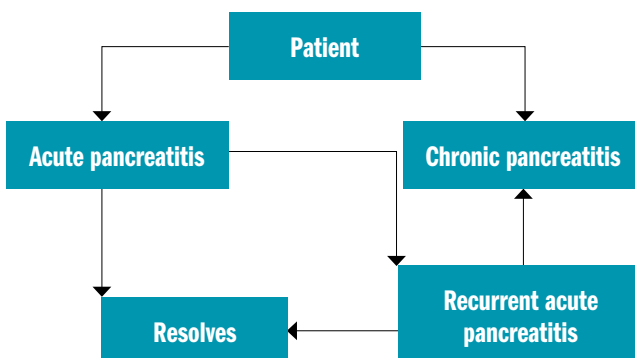 Patient
Acute pancreatitis
Chronic pancreatitis
Resolves
Recurrent acute
pancreatitis